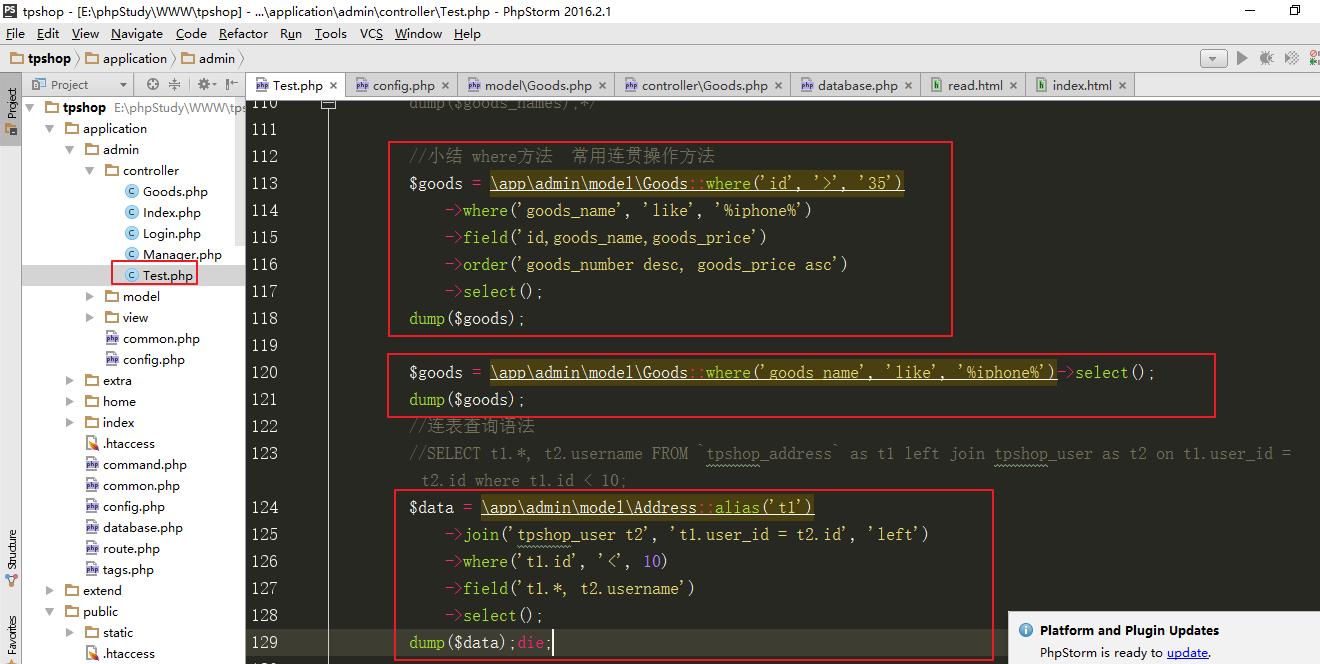 tpshop - [E:\phpStudy\WWW\tpshop] - ...\application\admin\controller\Test.php - PhpStorm 2016.2.1
File Edit View Navigate Code Refactor Run Tools VCS Window Help
tpshop application admin
Project
Test.php config.php model\Goods.php controller\Goods.php database.php read.html index.html
Project
Structure
Favorites
tpshop E:\phpStudy\WWW\tps
application
admin
controller
Goods.php
Index.php
Login.php
Manager.php
Test.php
model
view
common.php
config.php
extra
home
index
.htaccess
command.php
common.php
config.php
database.php
route.php
tags.php
extend
public
static
.htaccess
110 dump($goods_names);*/
111
112 //小结 where方法 常用连贯操作方法
113 $goods = \app\admin\model\Goods::where('id', '>', '35')
114 ->where('goods_name', 'like', '%iphone%')
115 ->field('id,goods_name,goods_price')
116 ->order('goods_number desc, goods_price asc')
117 ->select();
118 dump($goods);
119
120 $goods = \app\admin\model\Goods::where('goods_name', 'like', '%iphone%')->select();
121 dump($goods);
122 //连表查询语法
123 //SELECT t1.*, t2.username FROM `tpshop_address` as t1 left join tpshop_user as t2 on t1.user_id =
t2.id where t1.id < 10;
124 $data = \app\admin\model\Address::alias('t1')
125 ->join('tpshop_user t2', 't1.user_id = t2.id', 'left')
126 ->where('t1.id', '<', 10)
127 ->field('t1.*, t2.username')
128 ->select();
129 dump($data);die;
Platform and Plugin Updates
PhpStorm is ready to update.